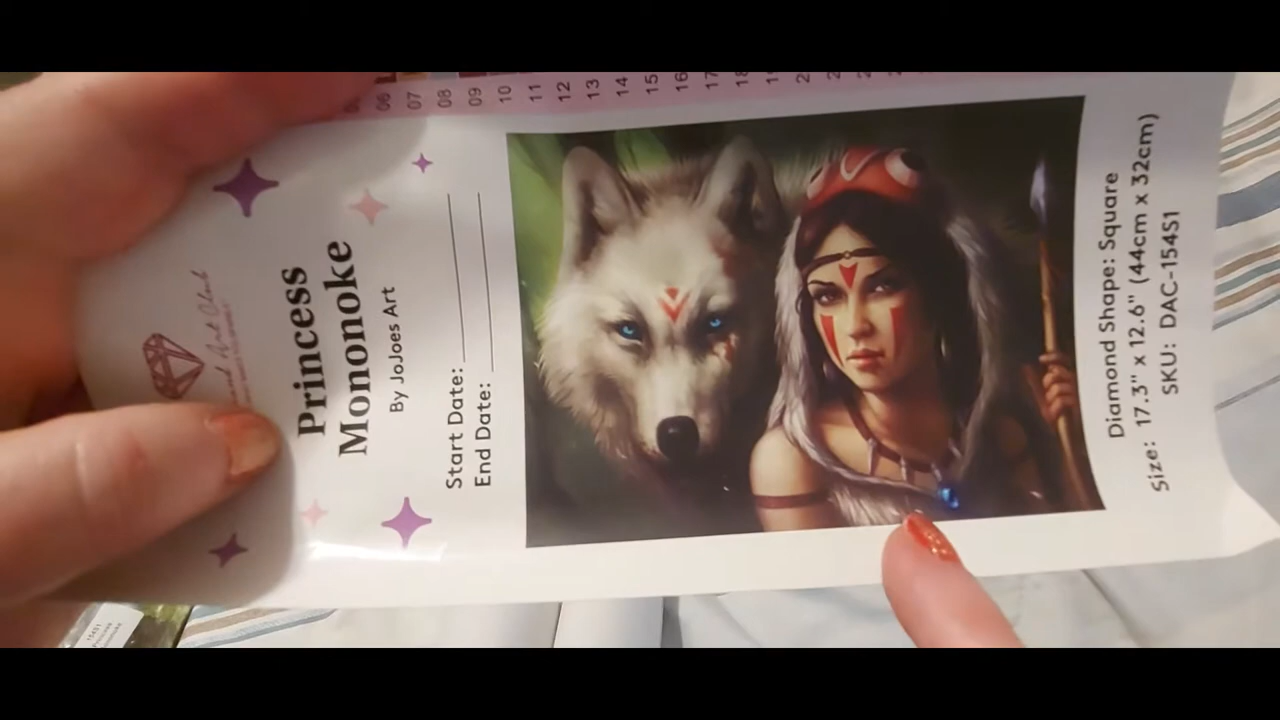 Princess
Mononoke
By JoJoes Art
Start Date:
End Date:
06
07
08
09
10
11
12
13
14
15
16
17
18
Diamond Shape: Square
Size: 17.3" x 12.6" (44cm x 32cm)
SKU: DAC-154S1